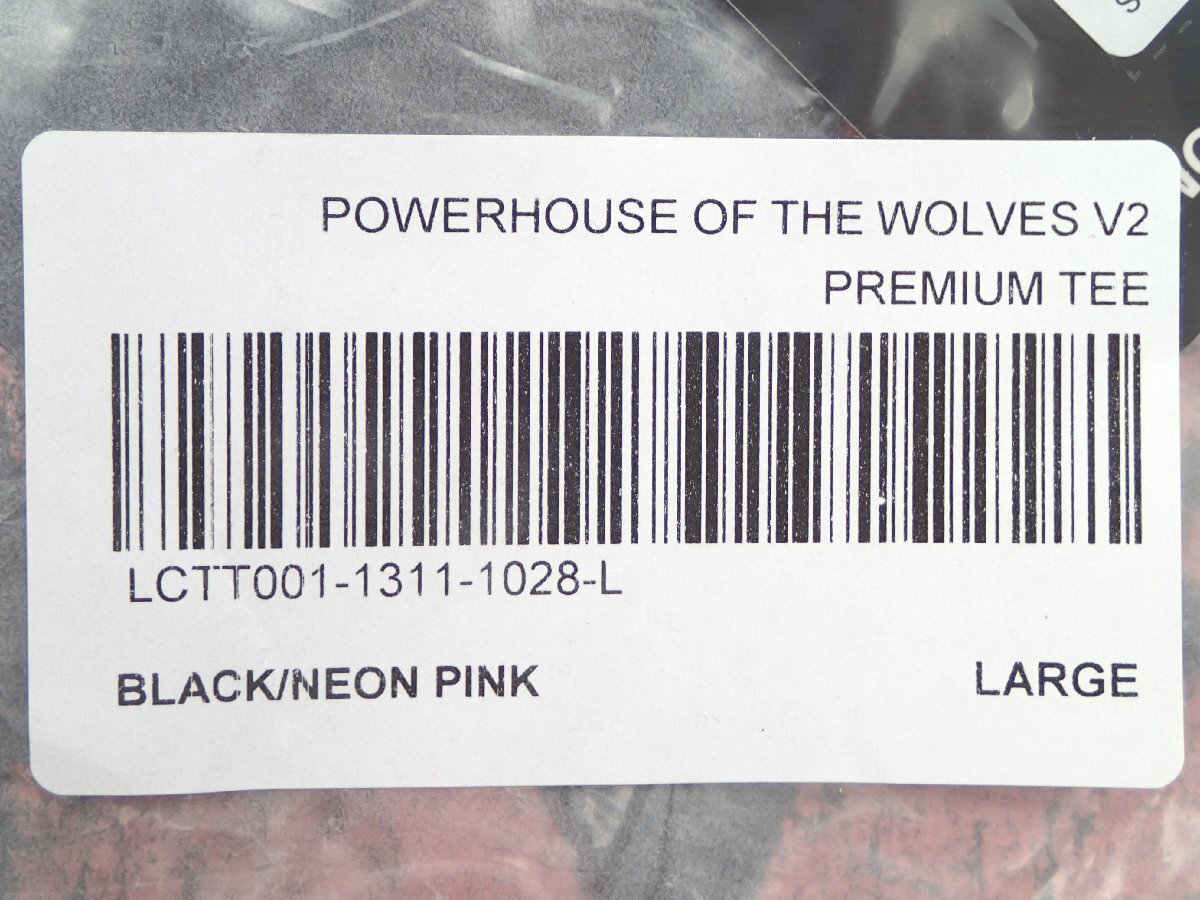 POWERHOUSE OF THE WOLVES V2
PREMIUM TEE
LCTT001-1311-1028-L
BLACK/NEON PINK
LARGE